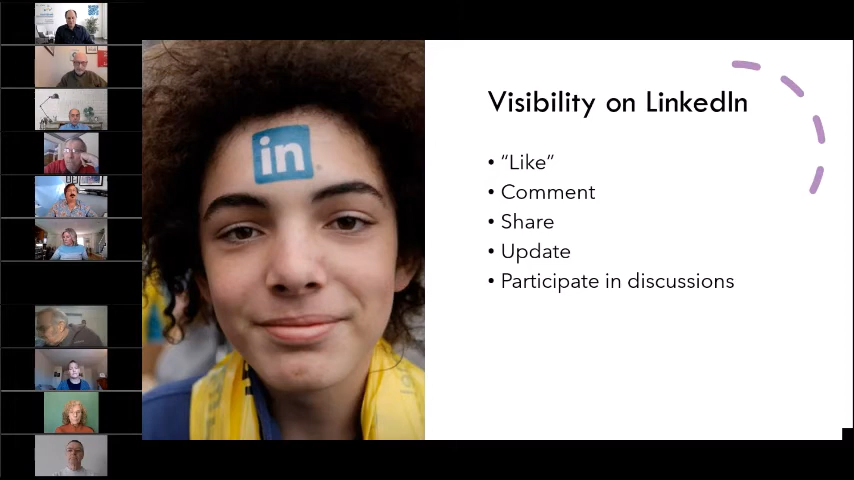 in
Visibility on LinkedIn
• “Like”
• Comment
• Share
• Update
• Participate in discussions